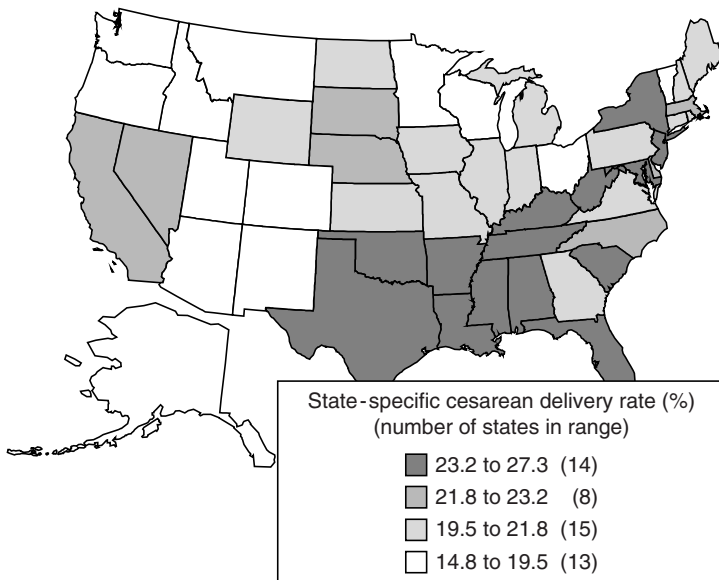 State-specific cesarean delivery rate (%)
(number of states in range)
23.2 to 27.3 (14)
21.8 to 23.2 (8)
19.5 to 21.8 (15)
14.8 to 19.5 (13)